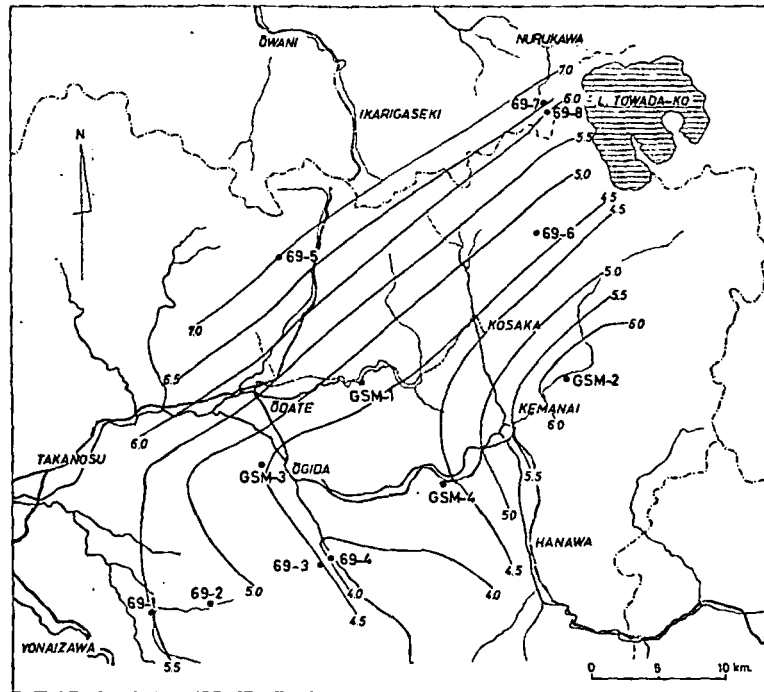 ŌWANI
NURUKAWA
7.0
69-7
6.0
L. TOWADA-KO
69-8
IKARIGASEKI
5.5
N
5.0
4.5
4.5
69-6
69-5
5.0
5.5
7.0
KOSAKA
6.0
6.5
GSM-1
GSM-2
ŌDATE
KEMANAI
6.0
6.0
TAKANOSU
ŌGIDA
GSM-3
GSM-4
5.5
5.0
HANAWA
69-3
69-4
4.5
69-2
5.0
4.0
4.0
69-1
4.5
YONAIZAWA
5.5
0 5 10 km.